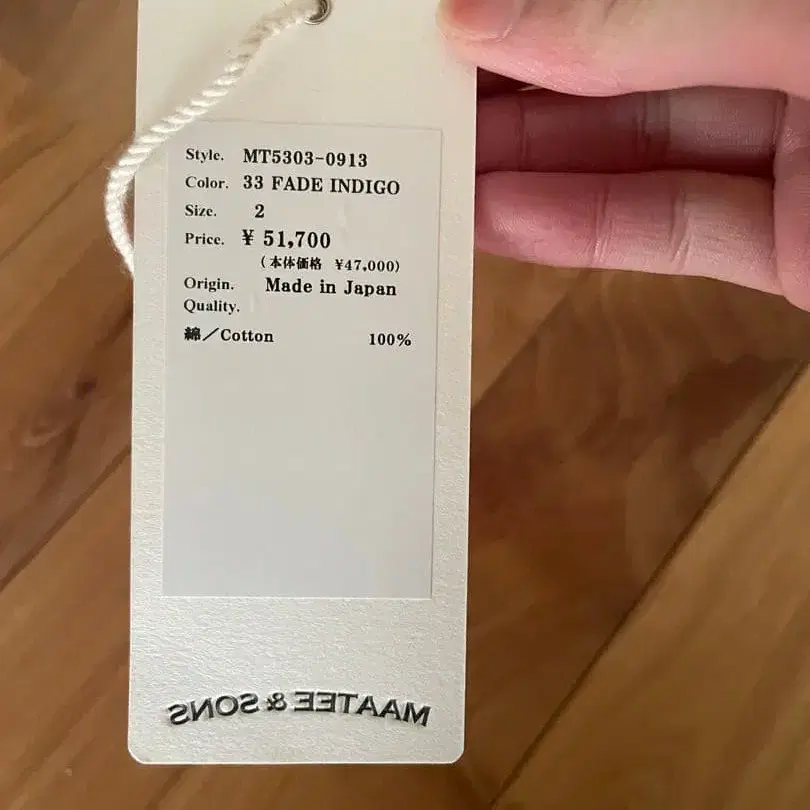 Style. MT5303-0913
Color. 33 FADE INDIGO
Size. 2
Price. ¥ 51,700
(本体価格 ¥47,000)
Origin. Made in Japan
Quality.
綿／Cotton 100%
MAATEE & SONS